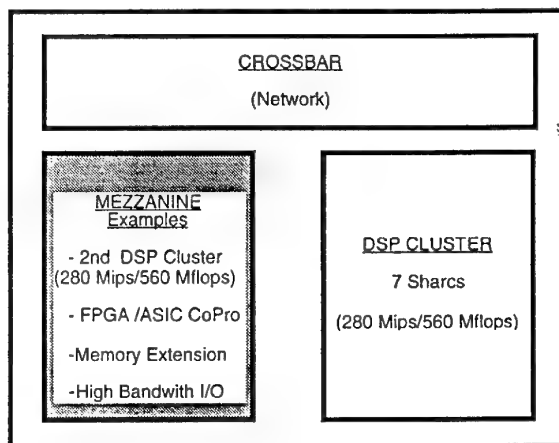 CROSSBAR
(Network)
MEZZANINE
Examples
- 2nd DSP Cluster
(280 Mips/560 Mflops)
- FPGA /ASIC CoPro
-Memory Extension
-High Bandwith I/O
DSP CLUSTER
7 Sharcs
(280 Mips/560 Mflops)